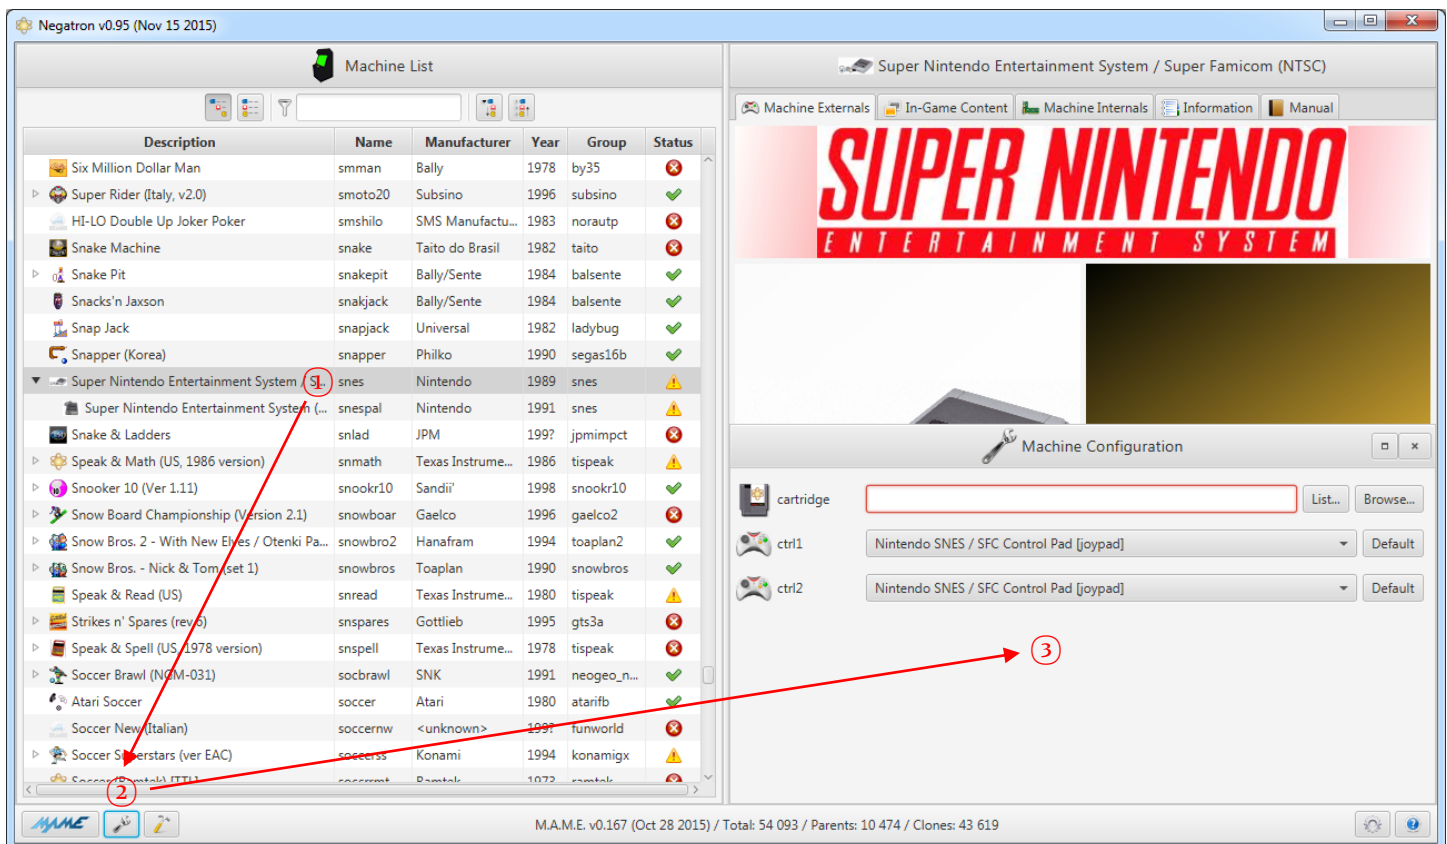 Negatron v0.95 (Nov 15 2015)
Machine List
Description Name Manufacturer Year Group Status
Six Million Dollar Man smman Bally 1978 by35
Super Rider (Italy, v2.0) smoto20 Subsino 1996 subsino
HI-LO Double Up Joker Poker smshilo SMS Manufactu... 1983 norautp
Snake Machine snake Taito do Brasil 1982 taito
Snake Pit snakepit Bally/Sente 1984 balsente
Snacks'n Jaxson snakjack Bally/Sente 1984 balsente
Snap Jack snapjack Universal 1982 ladybug
Snapper (Korea) snapper Philko 1990 segas16b
Super Nintendo Entertainment System / S... snes Nintendo 1989 snes
1
Super Nintendo Entertainment System (... snespal Nintendo 1991 snes
Snake & Ladders snlad JPM 199? jpmimpct
Speak & Math (US, 1986 version) snmath Texas Instrume... 1986 tispeak
Snooker 10 (Ver 1.11) snookr10 Sandii' 1998 snookr10
Snow Board Championship (Version 2.1) snowboar Gaelco 1996 gaelco2
Snow Bros. 2 - With New Elves / Otenki Pa... snowbro2 Hanafram 1994 toaplan2
Snow Bros. - Nick & Tom (set 1) snowbros Toaplan 1990 snowbros
Speak & Read (US) snread Texas Instrume... 1980 tispeak
Strikes n' Spares (rev 6) snspares Gottlieb 1995 gts3a
Speak & Spell (US, 1978 version) snspell Texas Instrume... 1978 tispeak
Soccer Brawl (NGM-031) socbrawl SNK 1991 neogeo_n...
Atari Soccer soccer Atari 1980 atarifb
Soccer New (Italian) soccernw <unknown> 199? funworld
Soccer Superstars (ver EAC) soccerss Konami 1994 konamigx
Soccer (Ramtek) [TTL] soccrrmt Ramtek 1973 ramtek
2
Super Nintendo Entertainment System / Super Famicom (NTSC)
Machine Externals In-Game Content Machine Internals Information Manual
SUPER NINTENDO
ENTERTAINMENT SYSTEM
Machine Configuration
cartridge List... Browse...
ctrl1 Nintendo SNES / SFC Control Pad [joypad] Default
ctrl2 Nintendo SNES / SFC Control Pad [joypad] Default
3
MAME
M.A.M.E. v0.167 (Oct 28 2015) / Total: 54 093 / Parents: 10 474 / Clones: 43 619